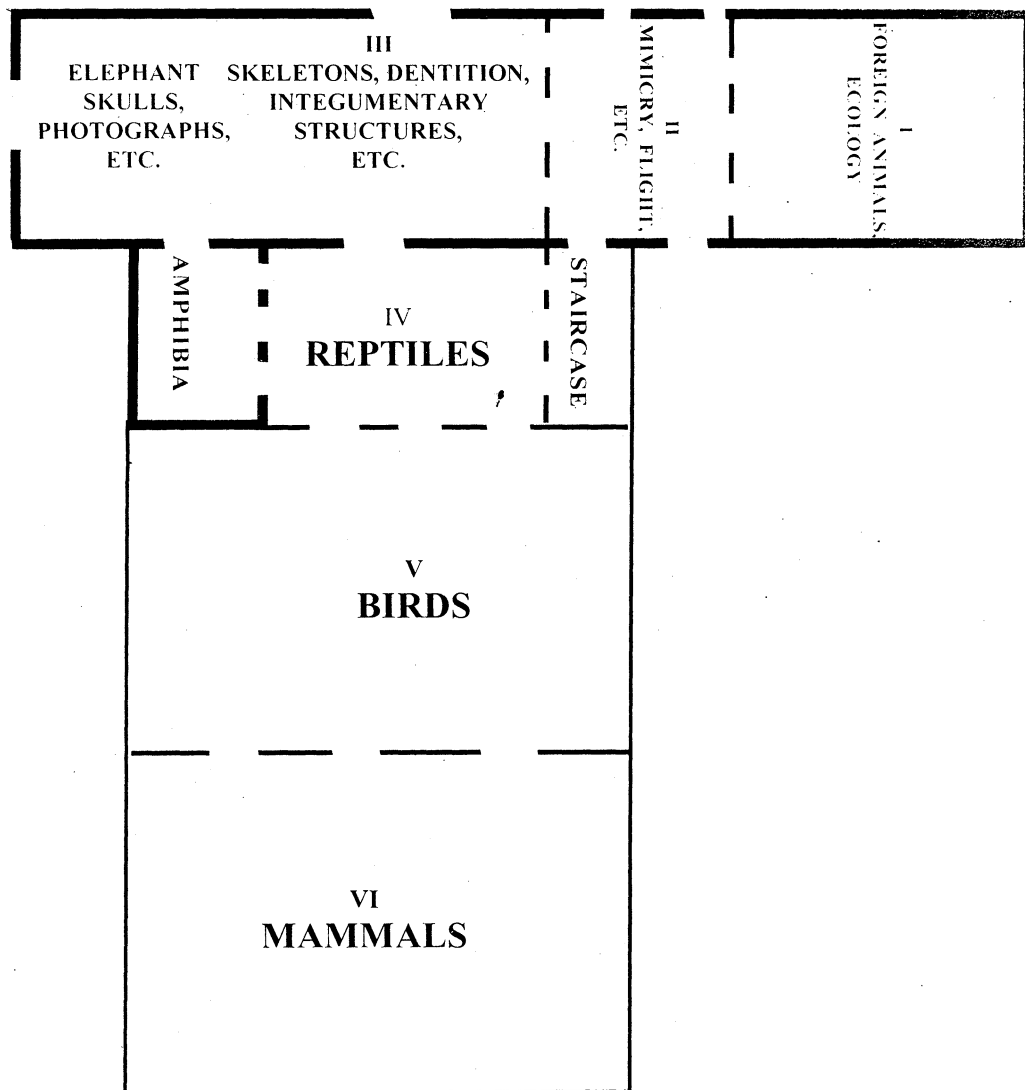 III
ELEPHANT
SKULLS,
PHOTOGRAPHS,
ETC.
SKELETONS, DENTITION,
INTEGUMENTARY
STRUCTURES,
ETC.
II
MIMICRY, FLIGHT,
ETC.
I
FOREIGN ANIMALS,
ECOLOGY
AMPHIBIA
IV
REPTILES
STAIRCASE
V
BIRDS
VI
MAMMALS